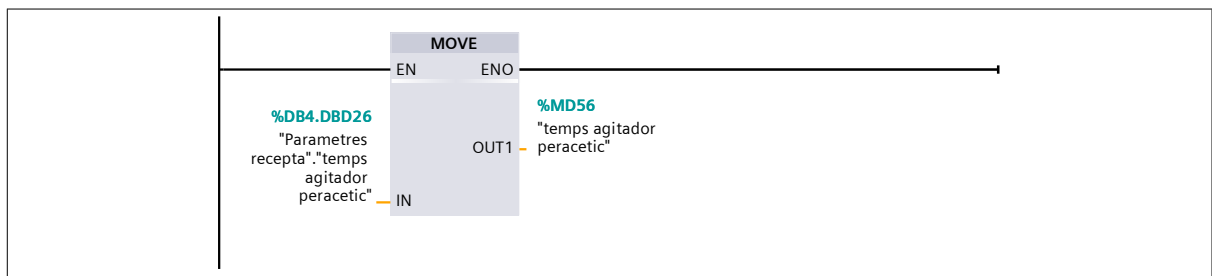 MOVE
EN ENO
%DB4.DBD26
"Parametres
recepta"."temps
agitador
peracetic"
IN
%MD56
"temps agitador
peracetic"
OUT1